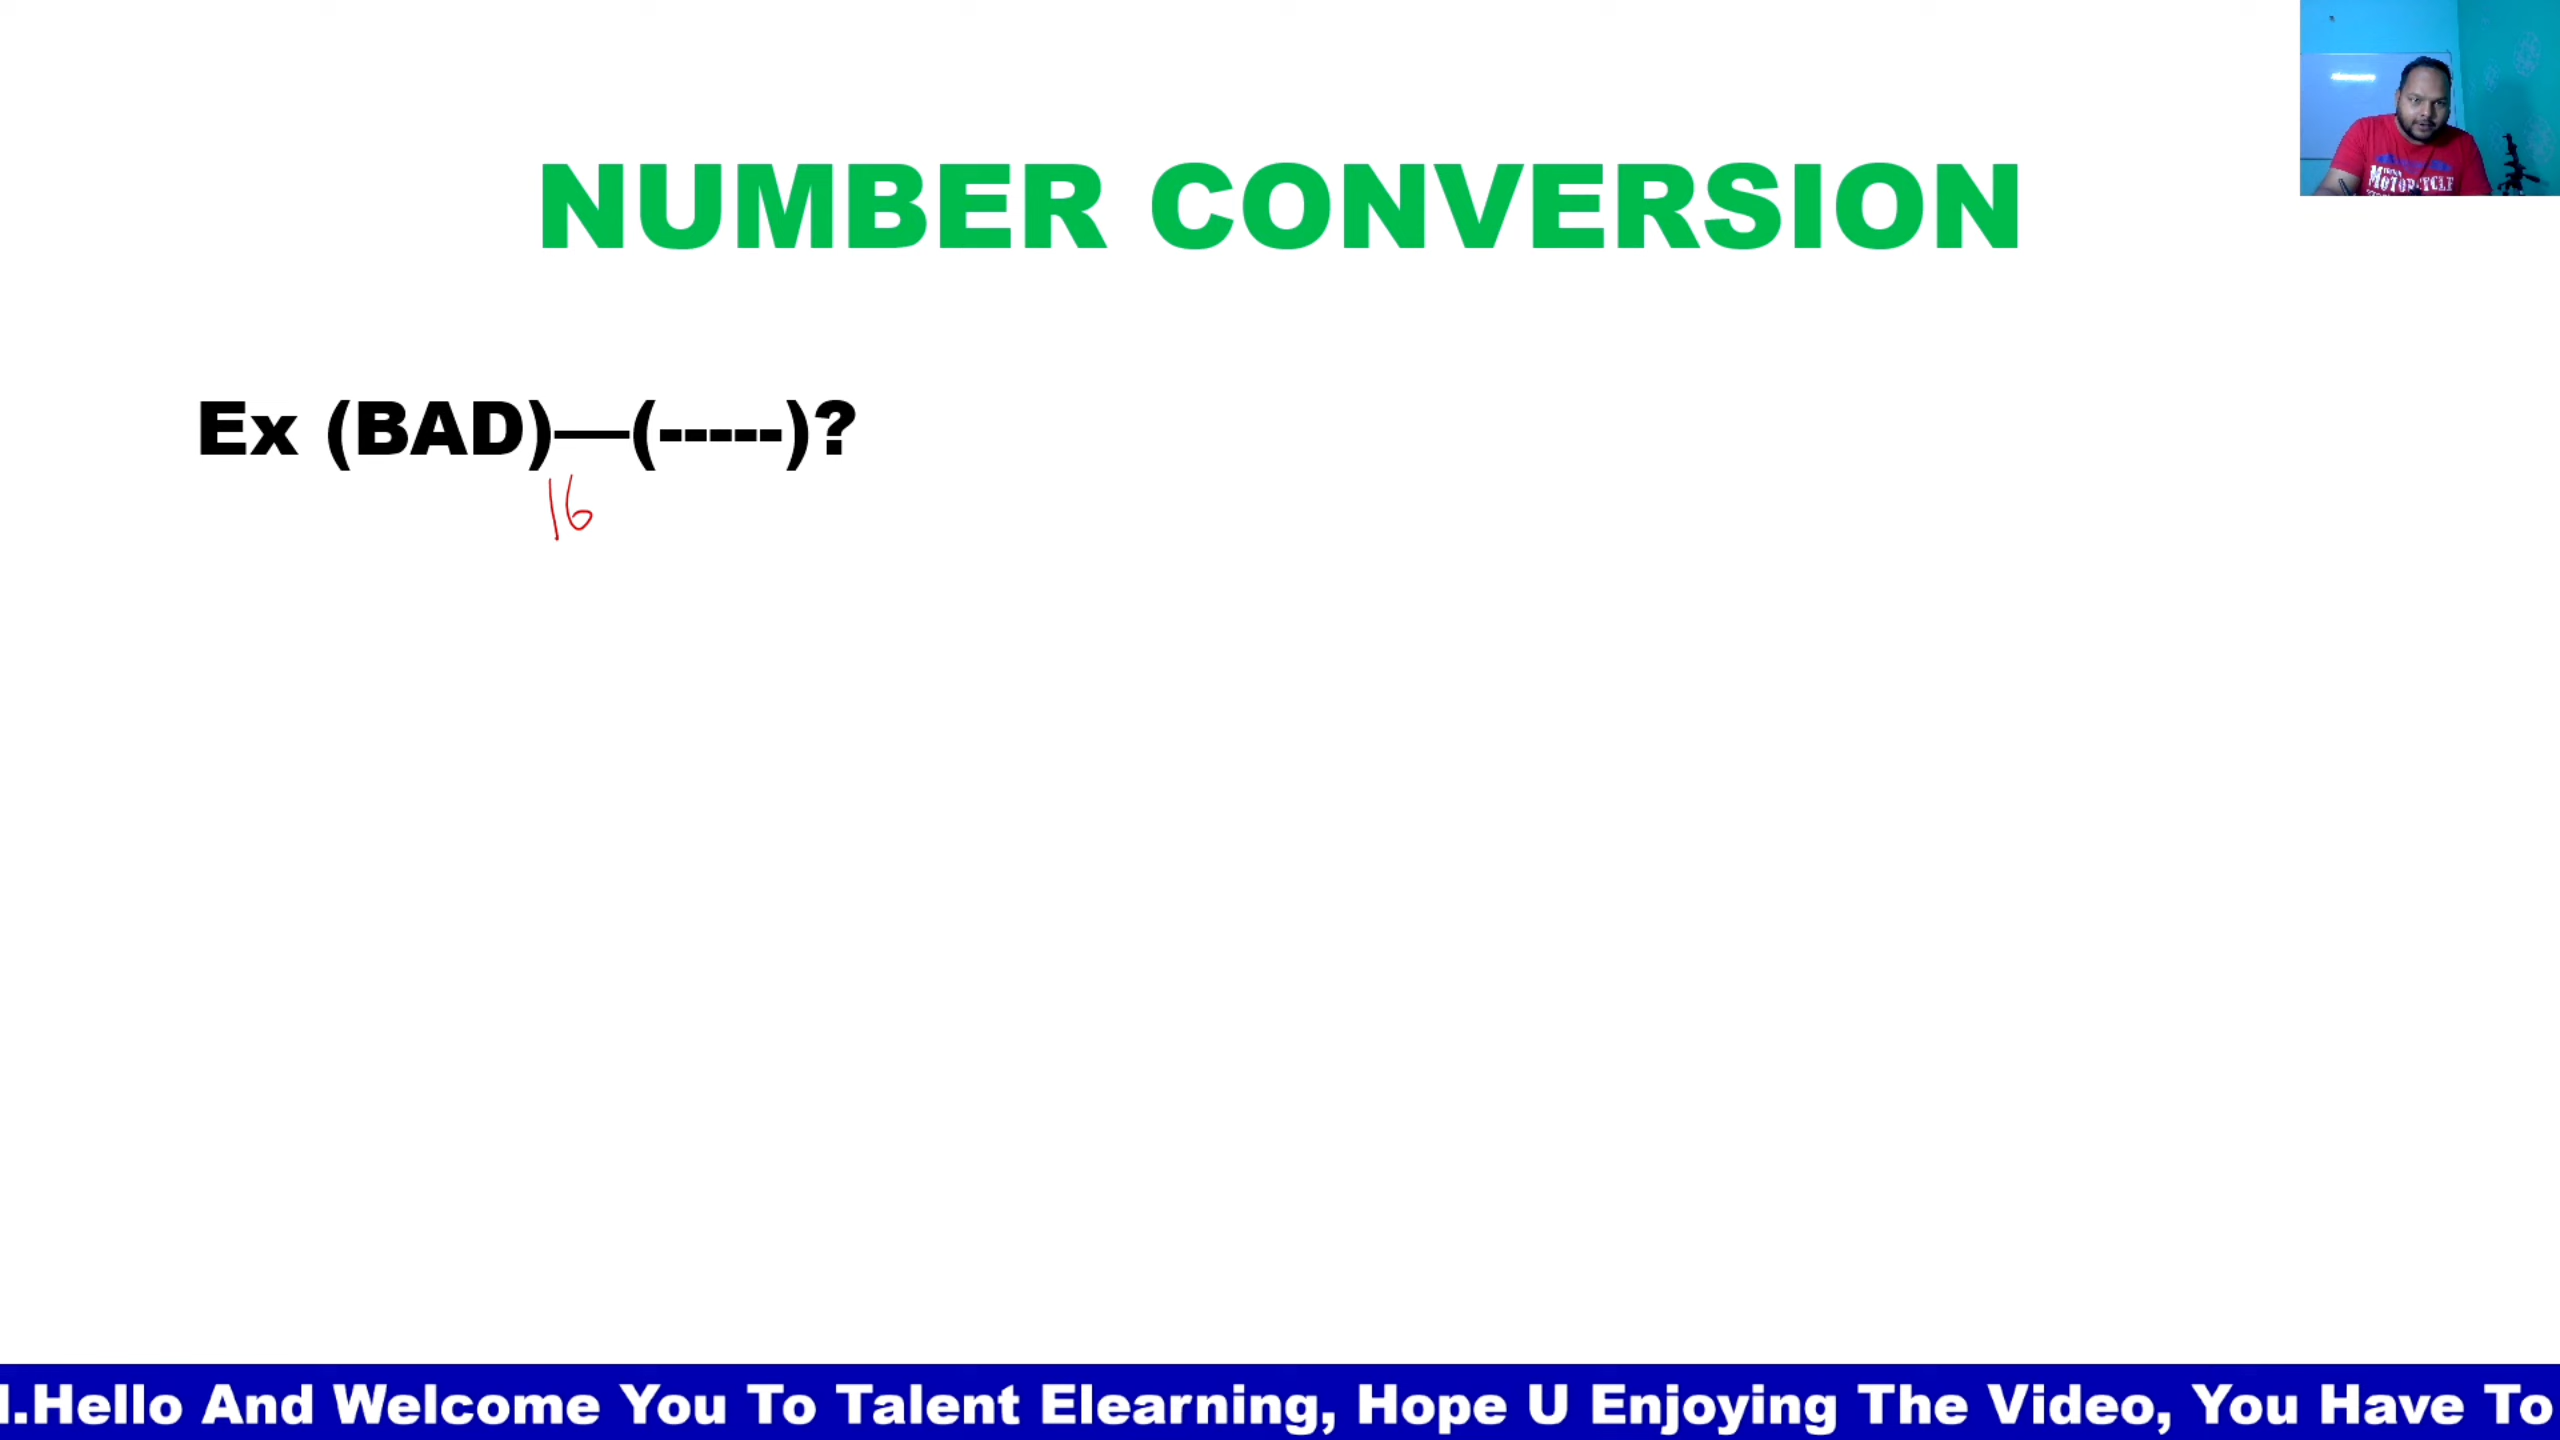 NUMBER CONVERSION
Ex (BAD)—(-----)?
16
MOTORCYCLE
.Hello And Welcome You To Talent Elearning, Hope U Enjoying The Video, You Have To